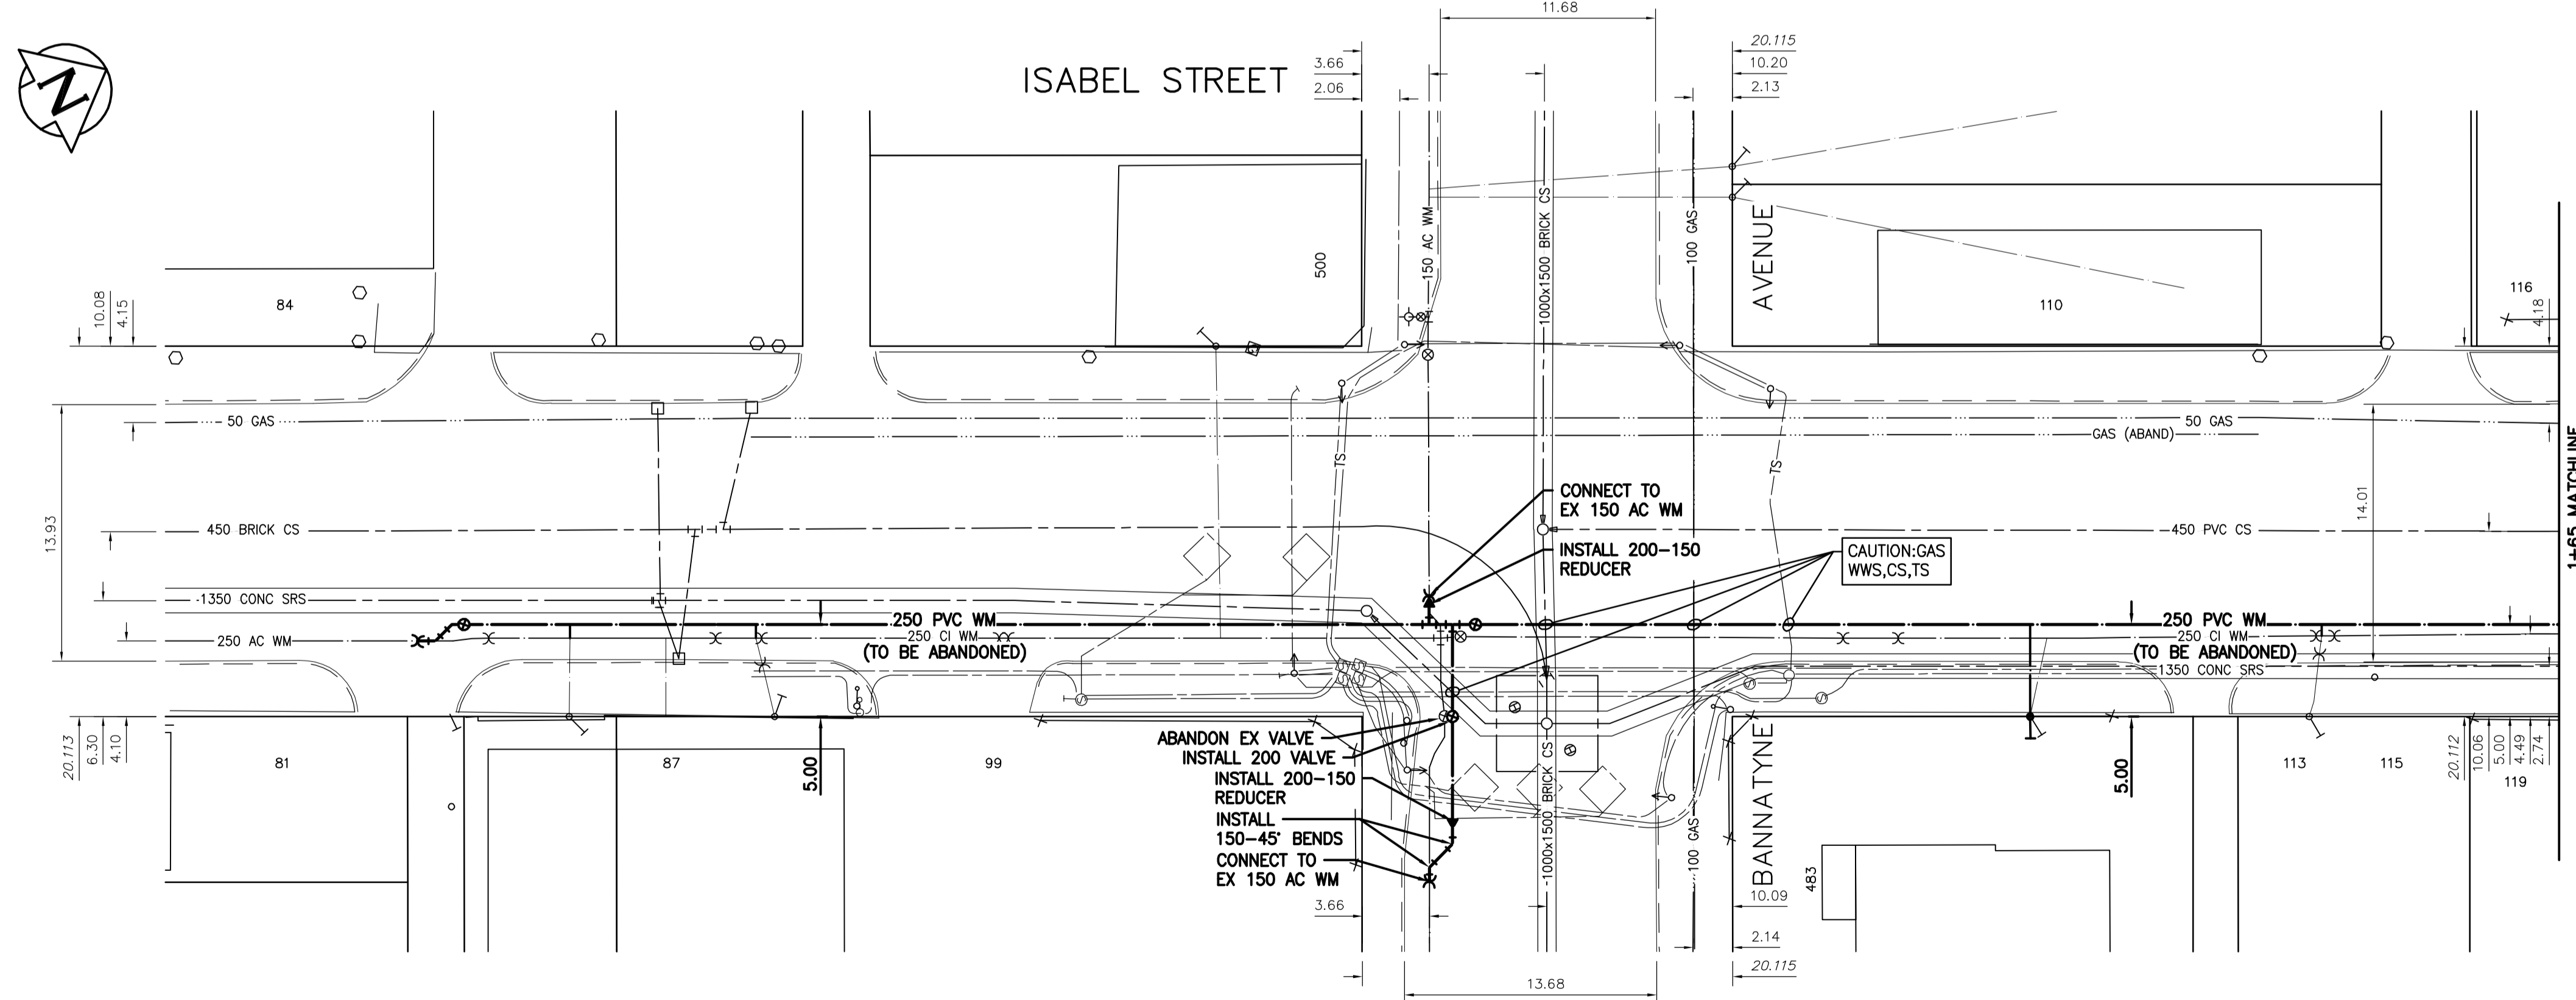 11.68
ISABEL STREET
3.66
2.06
20.115
10.20
2.13
N
84
500
150 AC WM
1000x1500 BRICK CS
100 GAS
AVENUE
110
116
4.18
10.08
4.15
50 GAS
50 GAS
GAS (ABAND)
TS
TS
13.93
14.01
1+65 MATCHLINE
CONNECT TO
EX 150 AC WM
450 BRICK CS
450 PVC CS
INSTALL 200-150
REDUCER
CAUTION:GAS
WWS,CS,TS
1350 CONC SRS
250 PVC WM
250 PVC WM
250 AC WM
250 CI WM
(TO BE ABANDONED)
250 CI WM
(TO BE ABANDONED)
1350 CONC SRS
20.113
6.30
4.10
81
87
5.00
99
ABANDON EX VALVE
INSTALL 200 VALVE
INSTALL 200-150
REDUCER
INSTALL
150-45° BENDS
CONNECT TO
EX 150 AC WM
1000x1500 BRICK CS
100 GAS
BANNATYNE
483
5.00
113
115
119
20.112
10.06
5.00
4.49
2.74
3.66
10.09
2.14
20.115
13.68